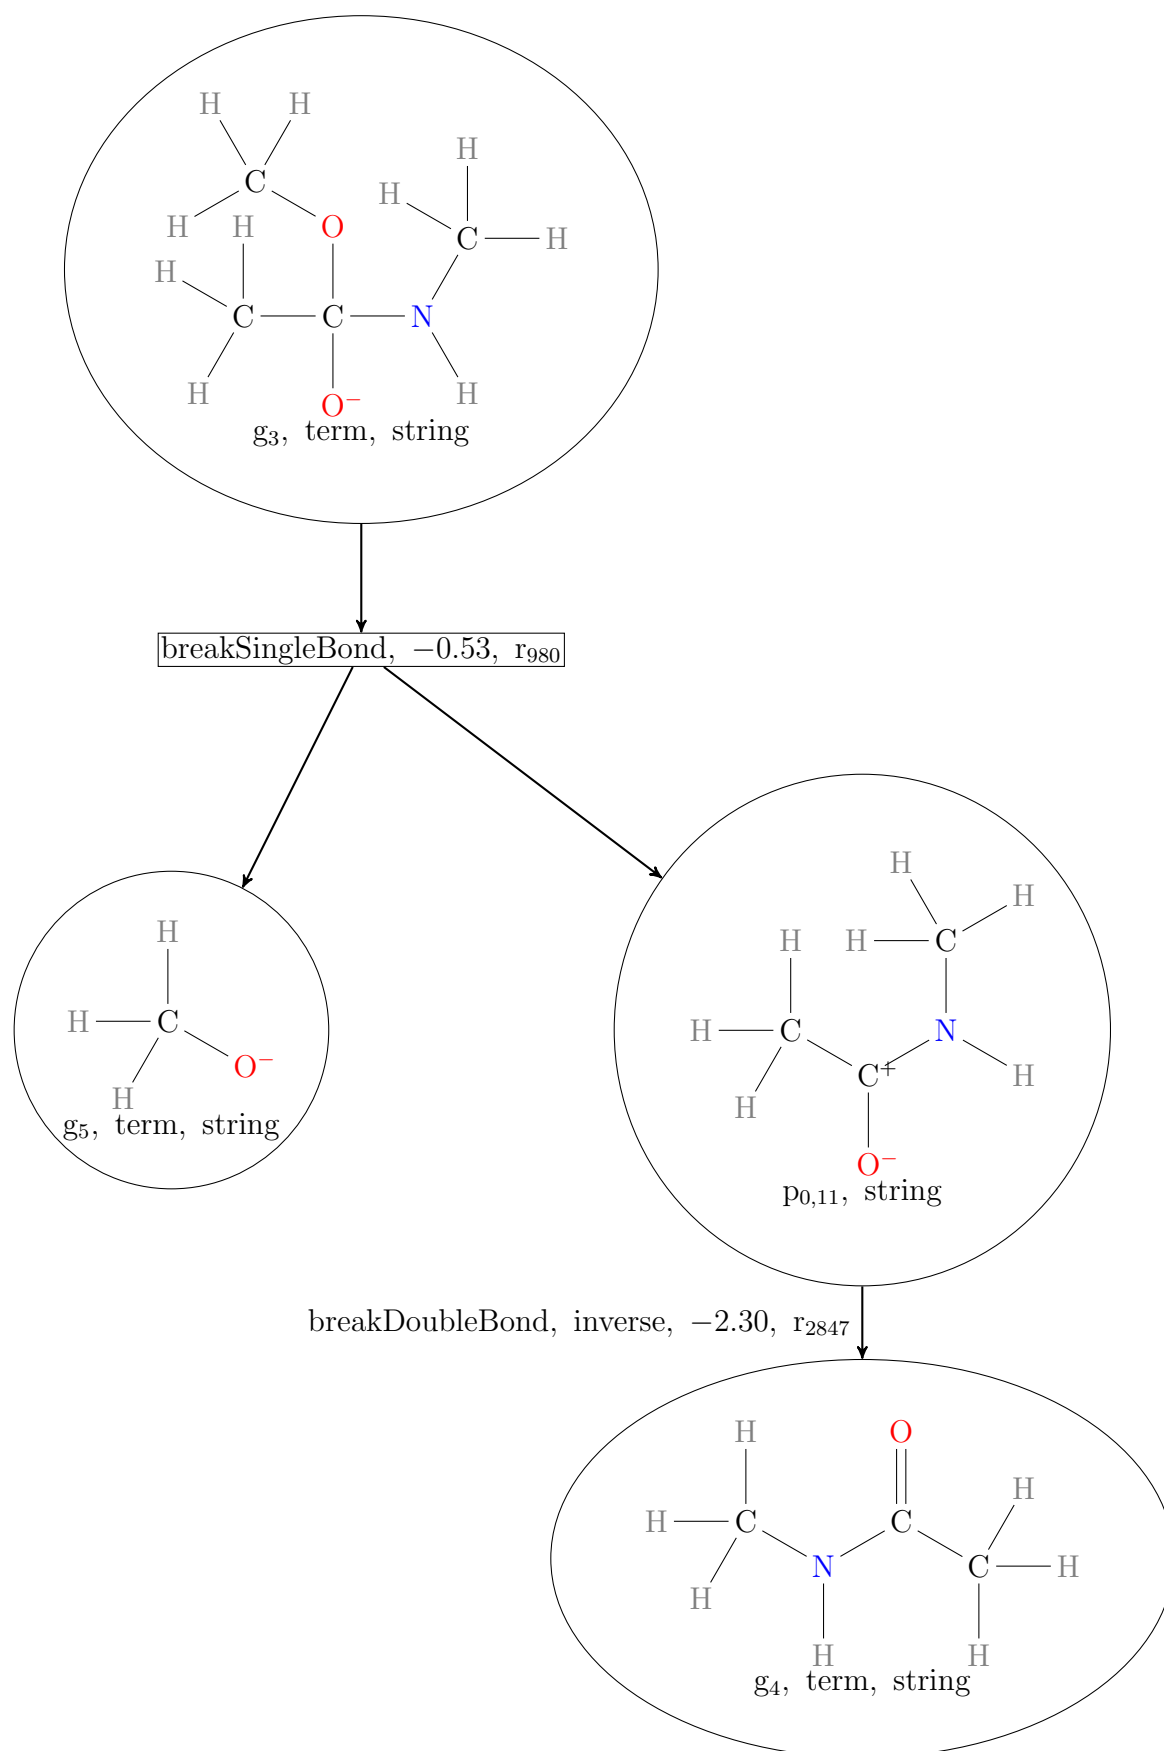 H H
H
C
H
H H O
C H
H
C C N
H H
O⁻
g₃, term, string
breakSingleBond, −0.53, r₉₈₀
H
H
H
H H C
H C
H C N
O⁻ C⁺ H
H H
g₅, term, string
O⁻
p₀,₁₁, string
breakDoubleBond, inverse, −2.30, r₂₈₄₇
H O
H
H C C
N C H
H
H H
g₄, term, string